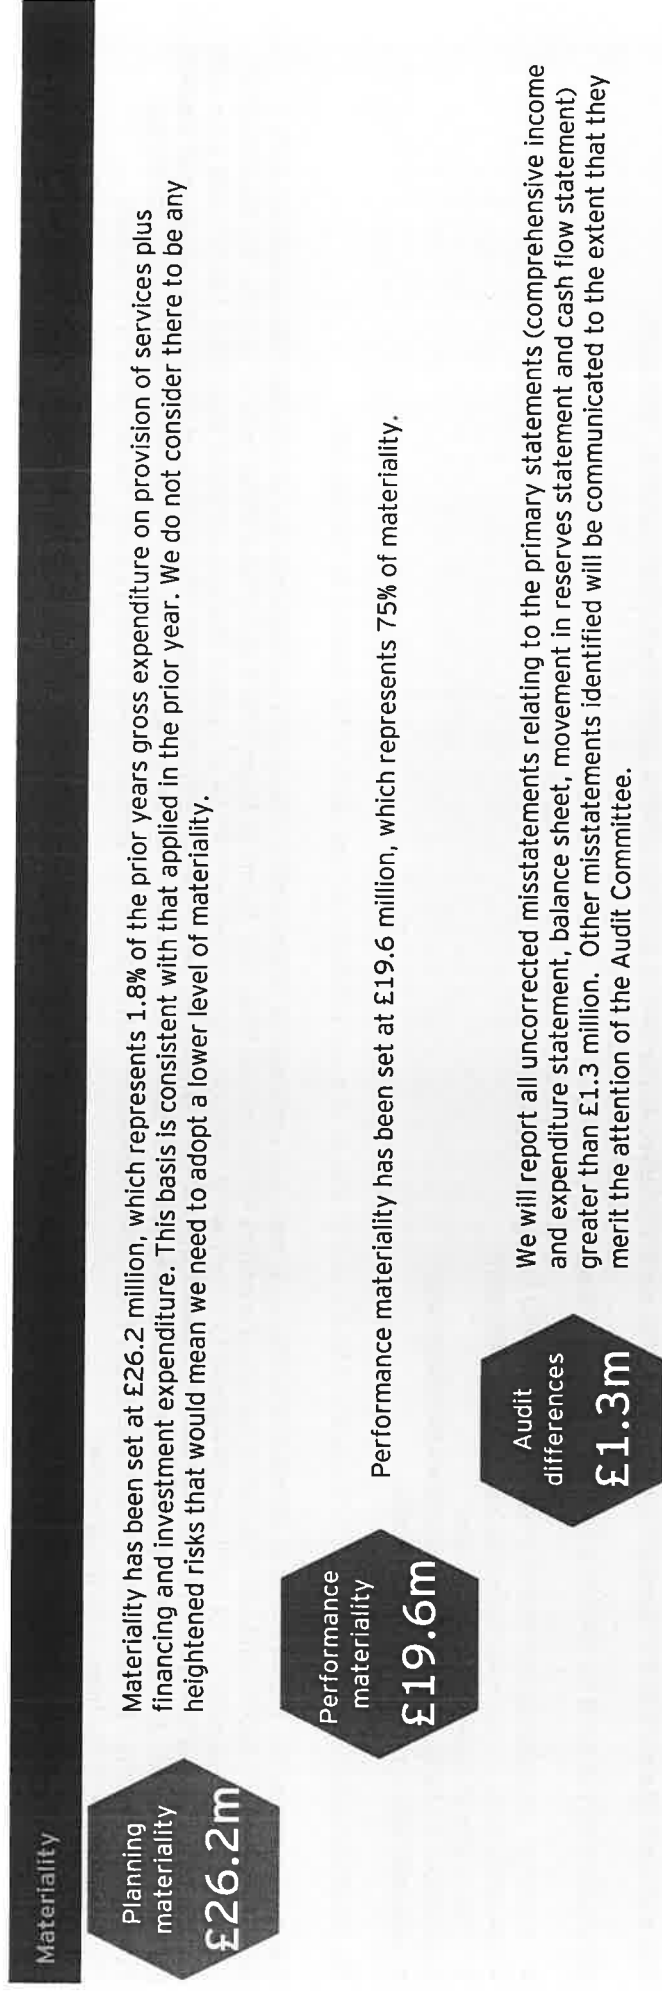 Materiality
Planning
materiality
£26.2m
Materiality has been set at £26.2 million, which represents 1.8% of the prior years gross expenditure on provision of services plus
financing and investment expenditure. This basis is consistent with that applied in the prior year. We do not consider there to be any
heightened risks that would mean we need to adopt a lower level of materiality.
Performance
materiality
£19.6m
Performance materiality has been set at £19.6 million, which represents 75% of materiality.
Audit
differences
£1.3m
We will report all uncorrected misstatements relating to the primary statements (comprehensive income
and expenditure statement, balance sheet, movement in reserves statement and cash flow statement)
greater than £1.3 million.  Other misstatements identified will be communicated to the extent that they
merit the attention of the Audit Committee.